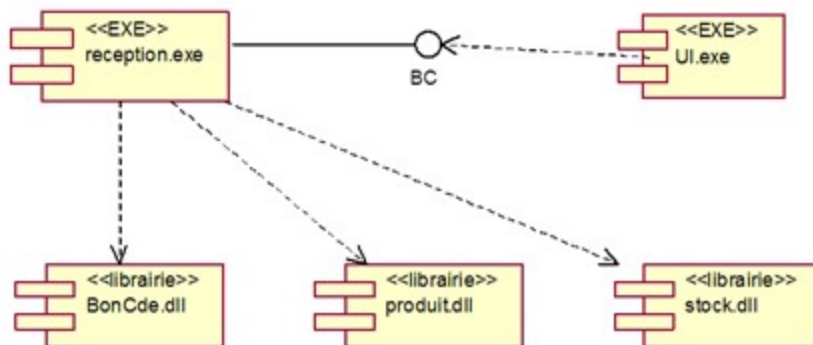 <<EXE>>
reception.exe
BC
<<EXE>>
UI.exe
<<librairie>>
BonCde.dll
<<librairie>>
produit.dll
<<librairie>>
stock.dll